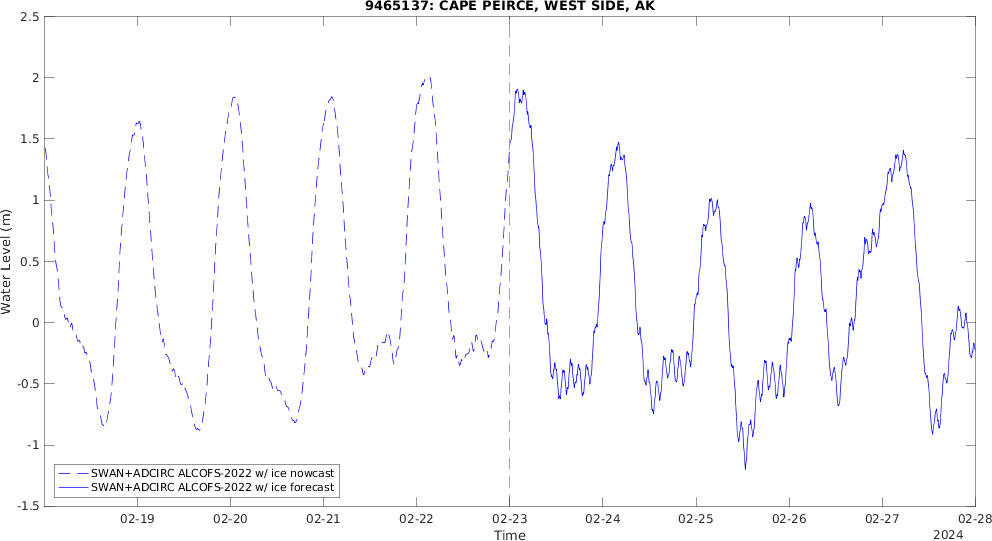 9465137: CAPE PEIRCE, WEST SIDE, AK
2.5
2
1.5
1
0.5
0
-0.5
-1
-1.5
Water Level (m)
SWAN+ADCIRC ALCOFS-2022 w/ ice nowcast
SWAN+ADCIRC ALCOFS-2022 w/ ice forecast
02-19 02-20 02-21 02-22 02-23 02-24 02-25 02-26 02-27 02-28
Time
2024